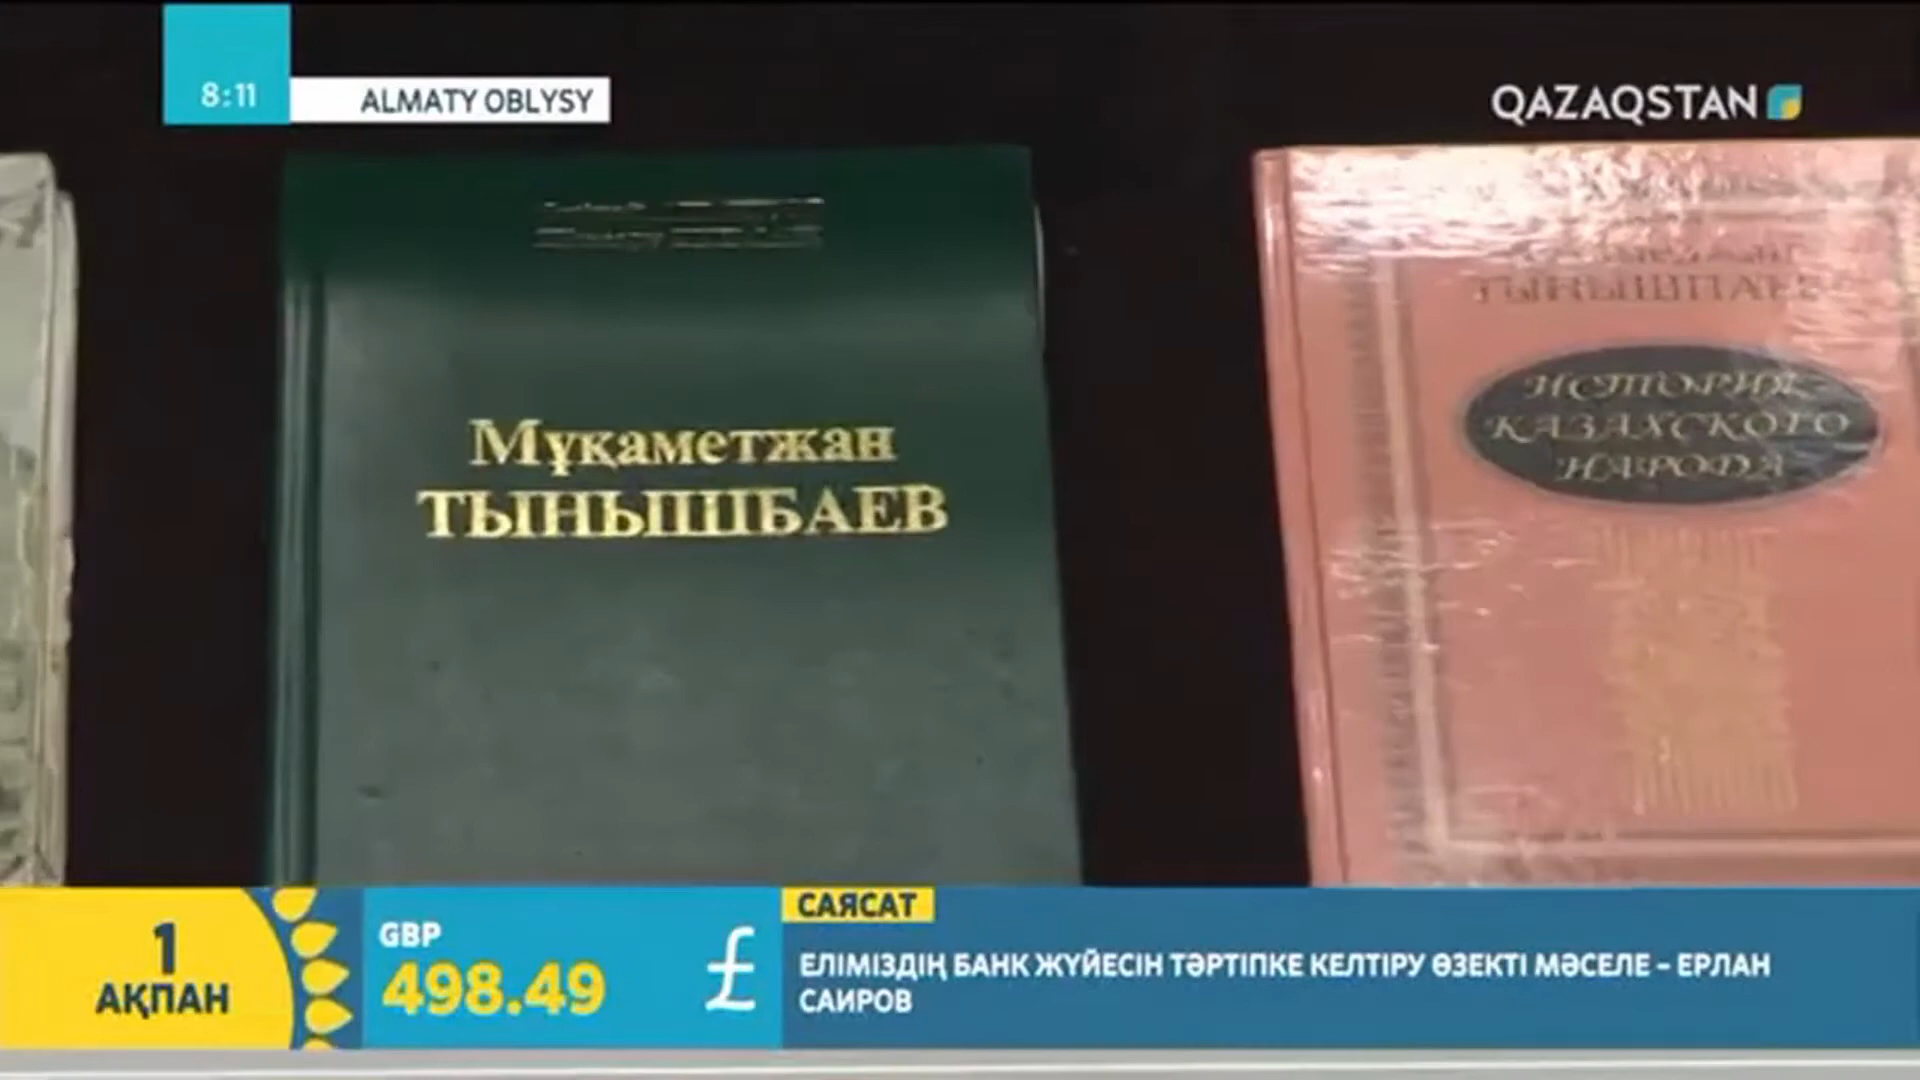 8:11
ALMATY OBLYSY
QAZAQSTAN
Мұқаметжан
ТЫНЫШБАЕВ
ТЫНЫШПАЕВ
ИСТОРИЯ
КАЗАХСКОГО
НАРОДА
1
АҚПАН
GBP
498.49
£
САЯСАТ
ЕЛІМІЗДІҢ БАНК ЖҮЙЕСІН ТӘРТІПКЕ КЕЛТІРУ ӨЗЕКТІ МӘСЕЛЕ – ЕРЛАН
САИРОВ